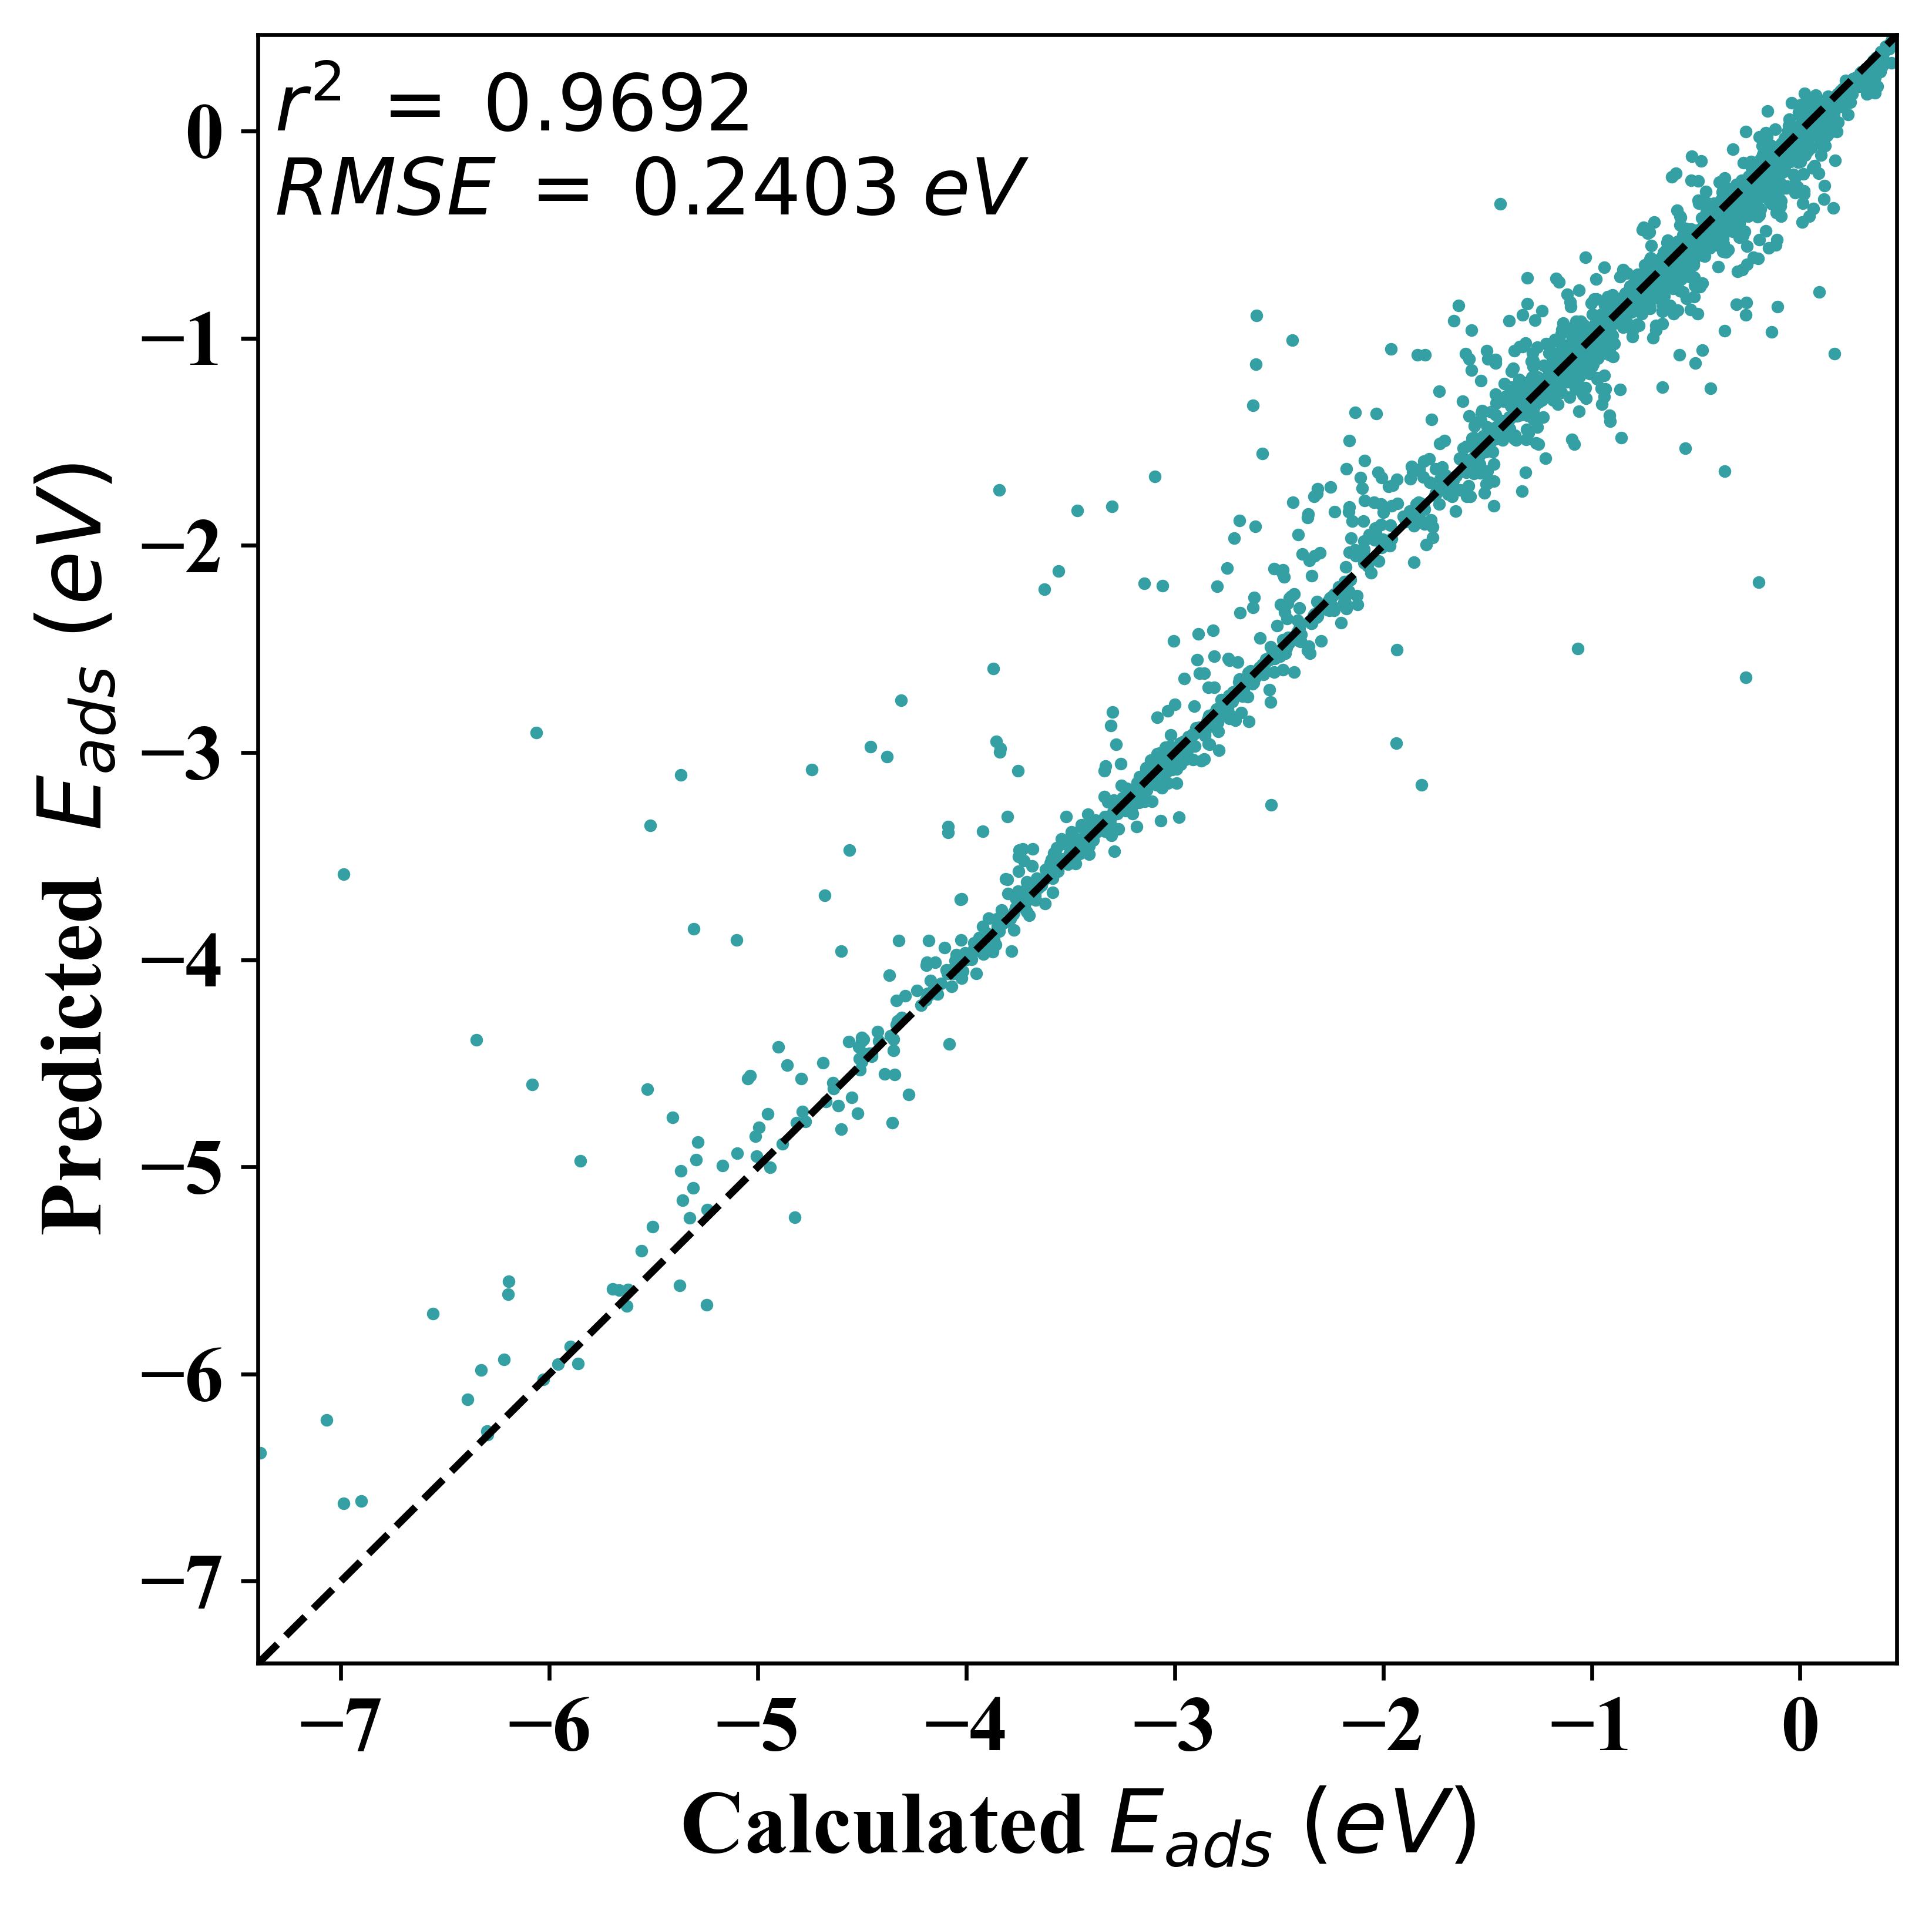 r² = 0.9692
RMSE = 0.2403 eV
Predicted E_ads (eV)
0
−1
−2
−3
−4
−5
−6
−7
−7 −6 −5 −4 −3 −2 −1 0
Calculated E_ads (eV)